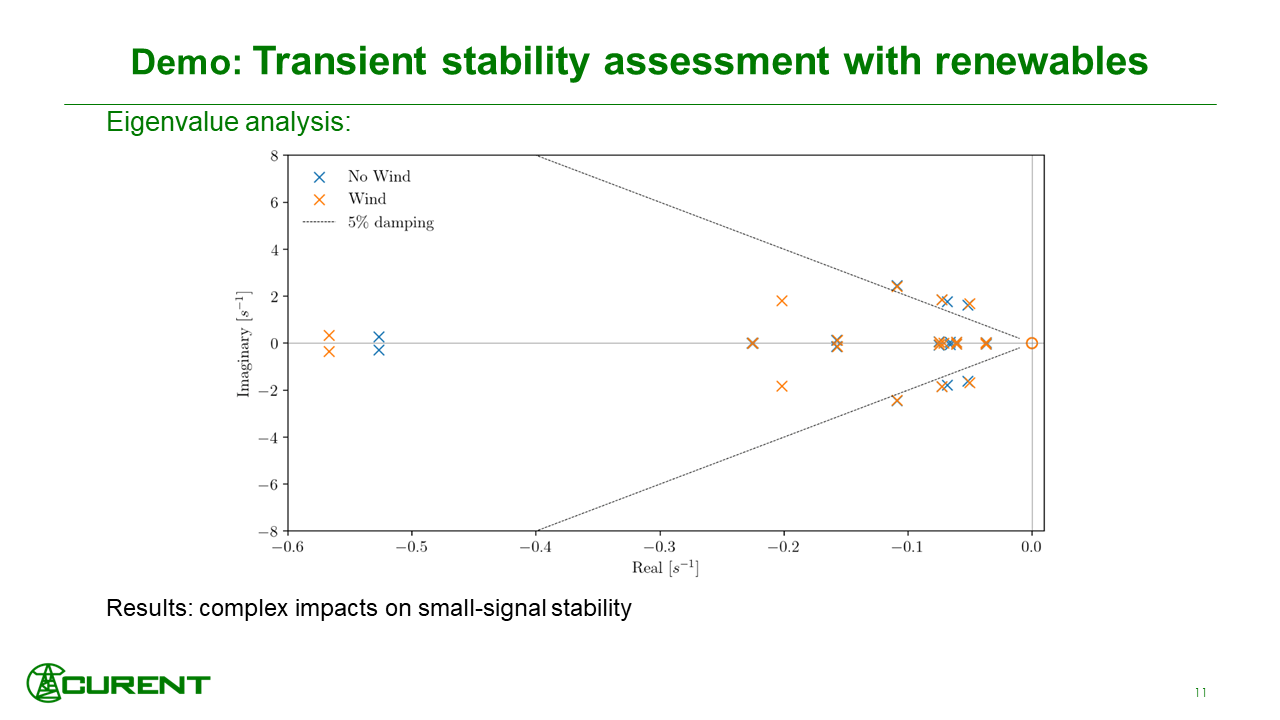 Demo: Transient stability assessment with renewables
Eigenvalue analysis:
No Wind
Wind
5% damping
8
6
4
2
0
−2
−4
−6
−8
Imaginary [s⁻¹]
−0.6 −0.5 −0.4 −0.3 −0.2 −0.1 0.0
Real [s⁻¹]
Results: complex impacts on small-signal stability
CURENT
11